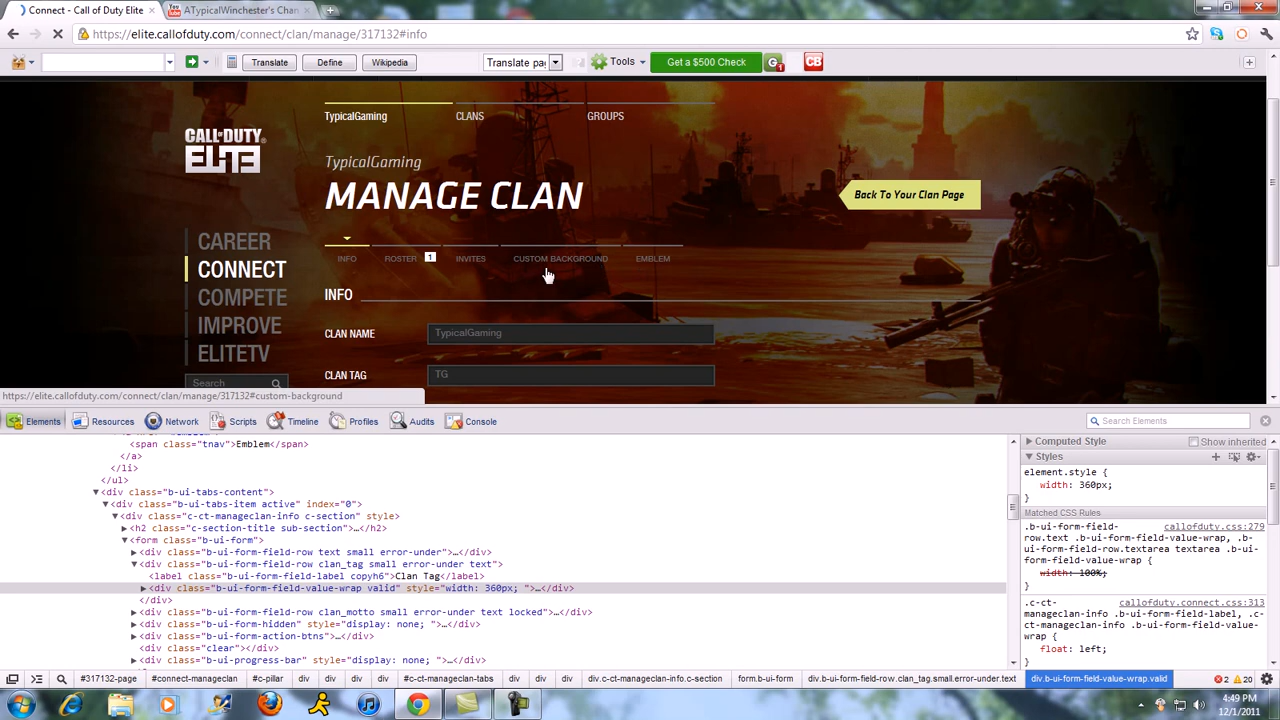 Connect - Call of Duty Elite
ATypicalWinchester's Chan
https://elite.callofduty.com/connect/clan/manage/317132#info
Translate
Define
Wikipedia
Translate pag
Tools
Get a $500 Check
G 1
CB
TypicalGaming
CLANS
GROUPS
CALL OF DUTY
ELITE
TypicalGaming
MANAGE CLAN
Back To Your Clan Page
CAREER
CONNECT
COMPETE
IMPROVE
ELITETV
Search
INFO
ROSTER 1
INVITES
CUSTOM BACKGROUND
EMBLEM
INFO
CLAN NAME
TypicalGaming
CLAN TAG
TG
https://elite.callofduty.com/connect/clan/manage/317132#custom-background
Elements
Resources
Network
Scripts
Timeline
Profiles
Audits
Console
Search Elements
<span class="tnav">Emblem</span>
</a>
</li>
</ul>
▼<div class="b-ui-tabs-content">
▼<div class="b-ui-tabs-item active" index="0">
▼<div class="c-ct-manageclan-info c-section" style>
▶<h2 class="c-section-title sub-section">…</h2>
▼<form class="b-ui-form">
▶<div class="b-ui-form-field-row text small error-under">…</div>
▼<div class="b-ui-form-field-row clan_tag small error-under text">
<label class="b-ui-form-field-label copyh6">Clan Tag</label>
▶<div class="b-ui-form-field-value-wrap valid" style="width: 360px; ">…</div>
</div>
▶<div class="b-ui-form-field-row clan_motto small error-under text locked">…</div>
▶<div class="b-ui-form-hidden" style="display: none; ">…</div>
▶<div class="b-ui-form-action-btns">…</div>
<div class="clear"></div>
▶<div class="b-ui-progress-bar" style="display: none; ">…</div>
▶ Computed Style
Show inherited
▼ Styles
element.style {
width: 360px;
}
Matched CSS Rules
.b-ui-form-field- callofduty.css:279
row.text .b-ui-form-field-value-wrap, .b-
ui-form-field-row.textarea textarea .b-ui-
form-field-value-wrap {
width: 100%;
}
.c-ct- callofduty.connect.css:313
manageclan-info .b-ui-form-field-label, .c-
ct-manageclan-info .b-ui-form-field-value-
wrap {
float: left;
}
#317132-page
#connect-manageclan
#c-pillar
div
div
#c-ct-manageclan-tabs
div
div
div.c-ct-manageclan-info.c-section
form.b-ui-form
div.b-ui-form-field-row.clan_tag.small.error-under.text
div.b-ui-form-field-value-wrap.valid
2
20
4:49 PM
12/1/2011